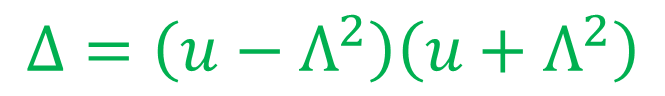 Δ = (u − Λ²)(u + Λ²)